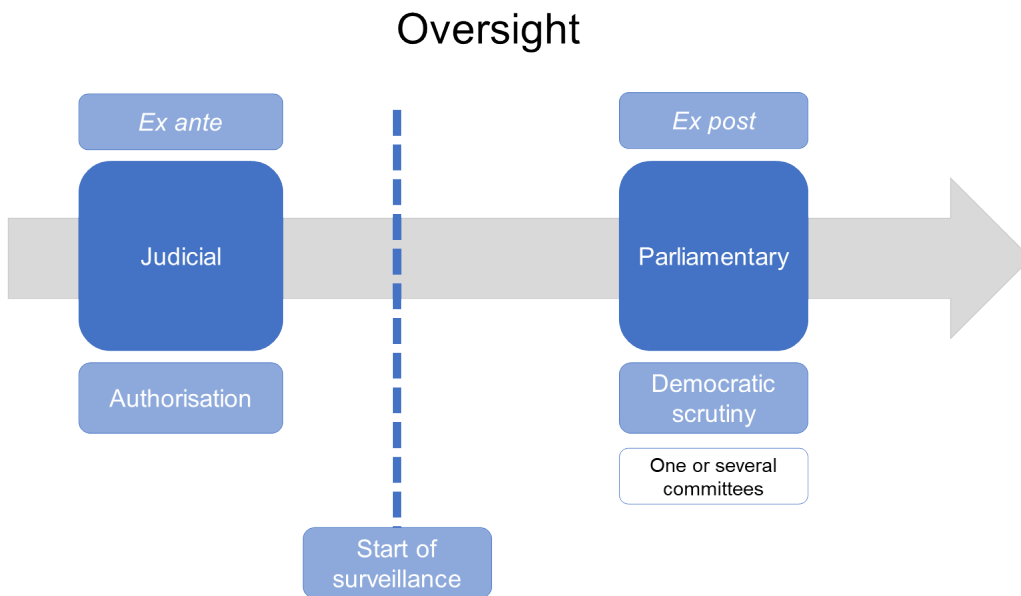 Oversight
Ex ante
Ex post
Judicial
Parliamentary
Authorisation
Democratic
scrutiny
One or several
committees
Start of
surveillance